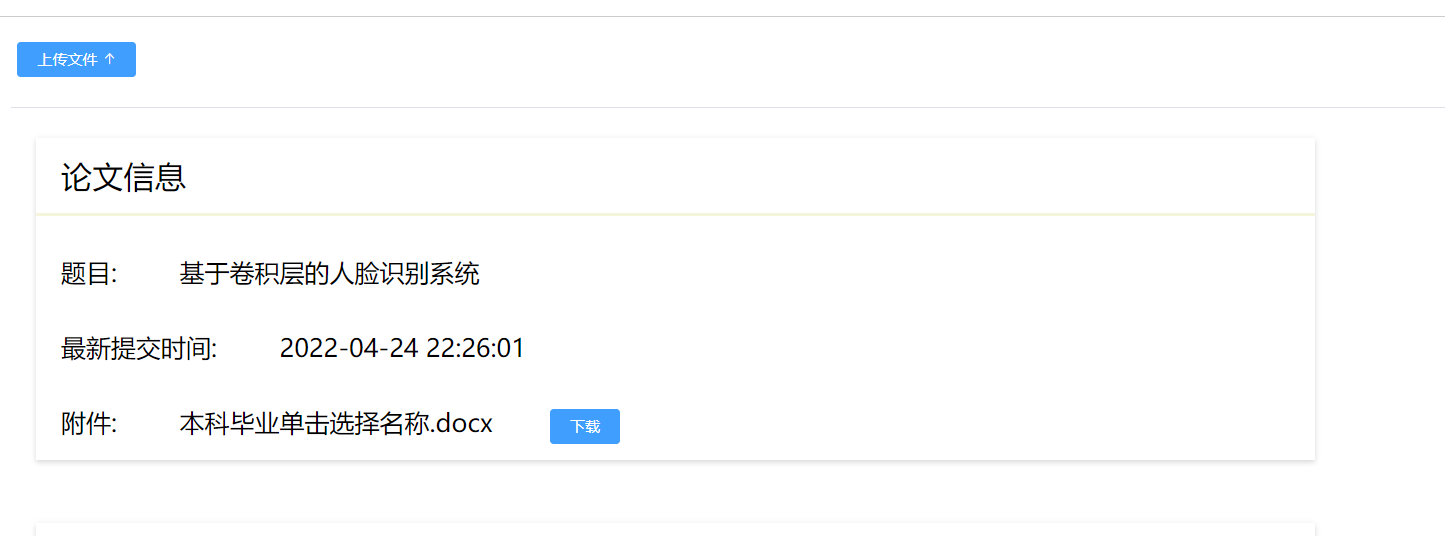 上传文件 ↑
论文信息
题目: 基于卷积层的人脸识别系统
最新提交时间: 2022-04-24 22:26:01
附件: 本科毕业单击选择名称.docx 下载